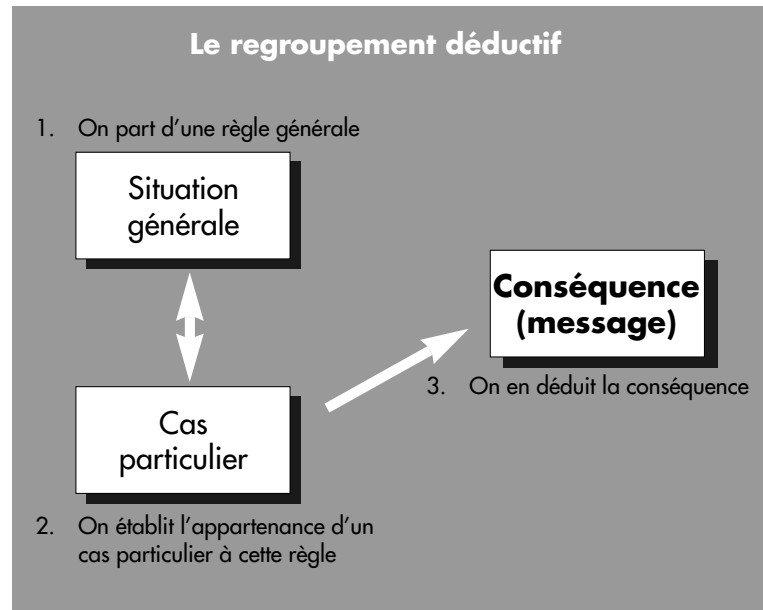 Le regroupement déductif
1. On part d'une règle générale
Situation
générale
Conséquence
(message)
3. On en déduit la conséquence
Cas
particulier
2. On établit l'appartenance d'un
cas particulier à cette règle